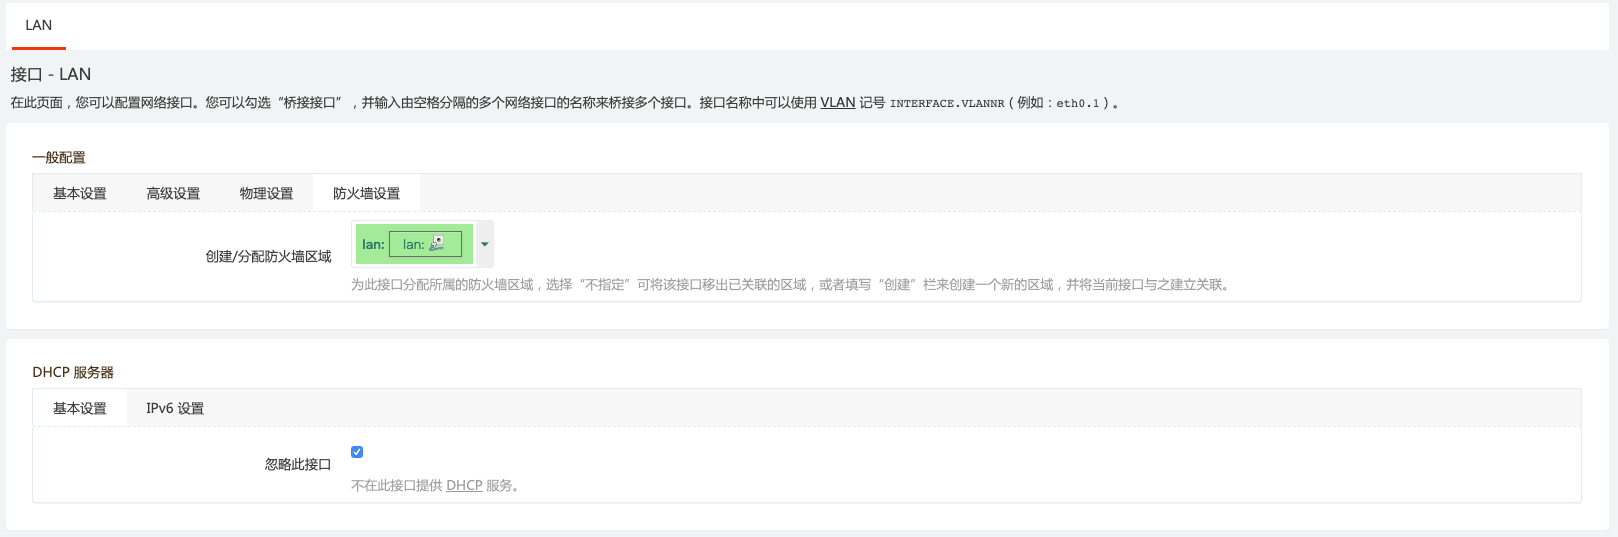 LAN
接口 - LAN
在此页面，您可以配置网络接口。您可以勾选“桥接接口”，并输入由空格分隔的多个网络接口的名称来桥接多个接口。接口名称中可以使用 VLAN 记号 INTERFACE.VLANNR（例如：eth0.1）。
一般配置
基本设置 高级设置 物理设置 防火墙设置
创建/分配防火墙区域 lan: lan:
为此接口分配所属的防火墙区域，选择“不指定”可将该接口移出已关联的区域，或者填写“创建”栏来创建一个新的区域，并将当前接口与之建立关联。
DHCP 服务器
基本设置 IPv6 设置
忽略此接口
不在此接口提供 DHCP 服务。